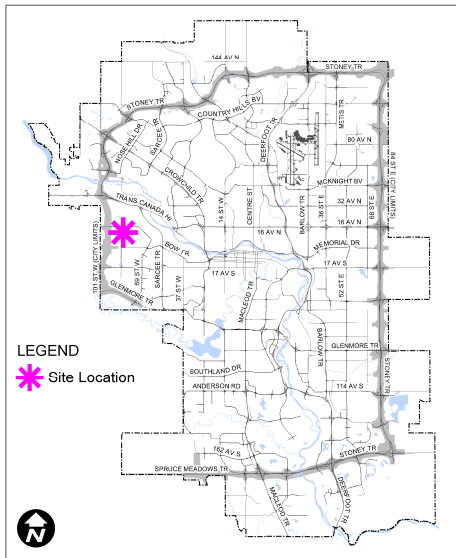 144 AV N
STONEY TR
STONEY TR
COUNTRY HILLS BV
METIS TR
NOSE HILL DR
SARCEE TR
DEERFOOT TR
80 AV N
84 ST E (CITY LIMITS)
CROWCHILD TR
MCKNIGHT BV
TRANS CANADA HI
14 ST W
CENTRE ST
BARLOW TR
36 ST E
32 AV N
68 ST E
16 AV N
16 AV N
101 ST W (CITY LIMITS)
BOW TR
MEMORIAL DR
69 ST W
SARCEE TR
37 ST W
17 AV S
17 AV S
GLENMORE TR
MACLEOD TR
52 ST E
BARLOW TR
GLENMORE TR
LEGEND
Site Location
SOUTHLAND DR
ANDERSON RD
114 AV S
STONEY TR
162 AV S
STONEY TR
SPRUCE MEADOWS TR
MACLEOD TR
DEERFOOT TR
N